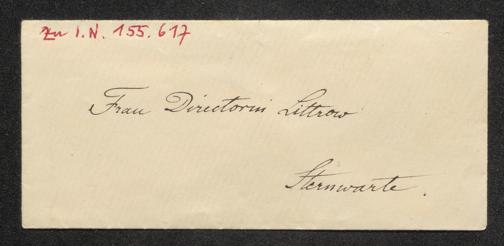 Zu I.N. 155.617
Frau Directorin Littrow
Sternwarte.